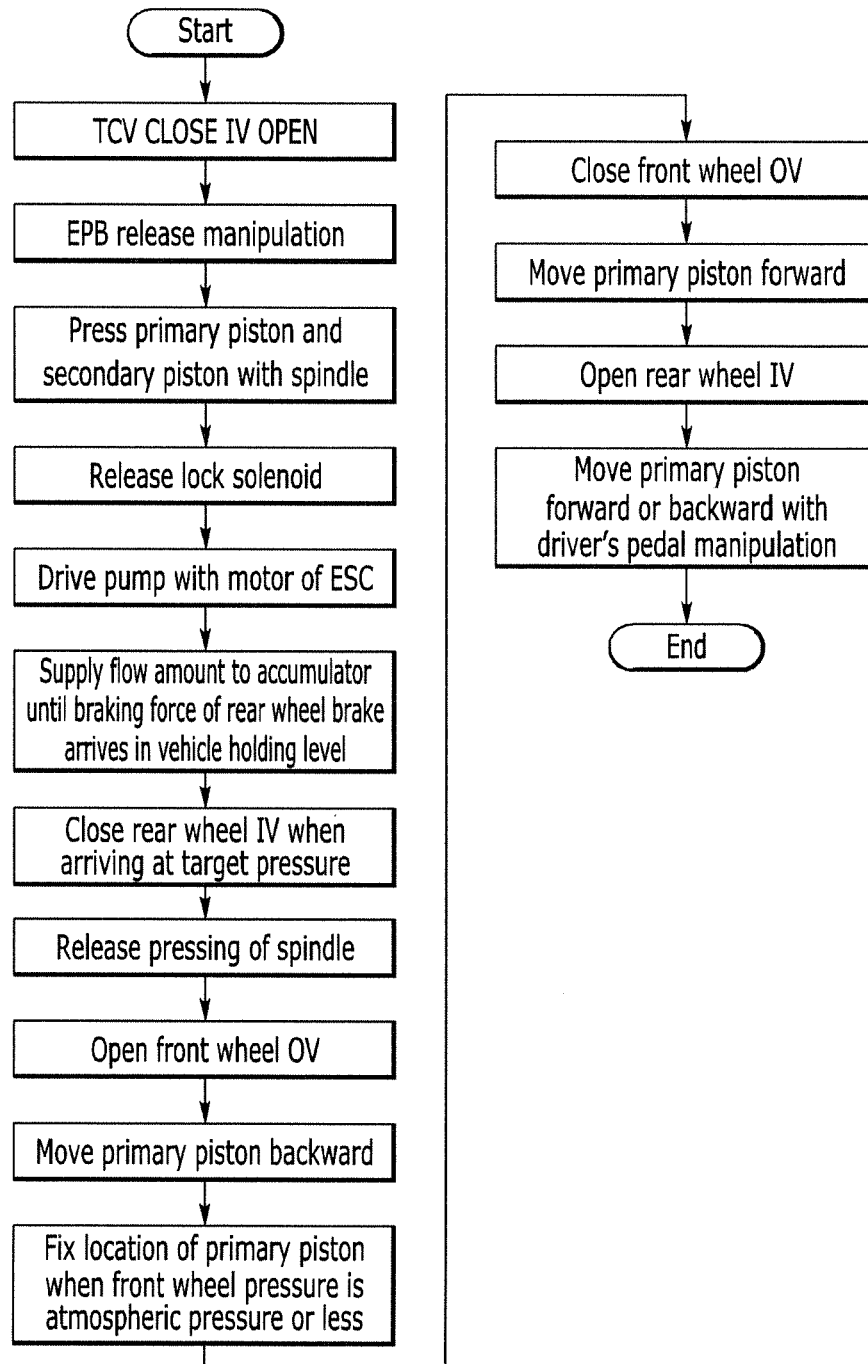 Start
TCV CLOSE IV OPEN
EPB release manipulation
Press primary piston and
secondary piston with spindle
Release lock solenoid
Drive pump with motor of ESC
Supply flow amount to accumulator
until braking force of rear wheel brake
arrives in vehicle holding level
Close rear wheel IV when
arriving at target pressure
Release pressing of spindle
Open front wheel OV
Move primary piston backward
Fix location of primary piston
when front wheel pressure is
atmospheric pressure or less
Close front wheel OV
Move primary piston forward
Open rear wheel IV
Move primary piston
forward or backward with
driver's pedal manipulation
End